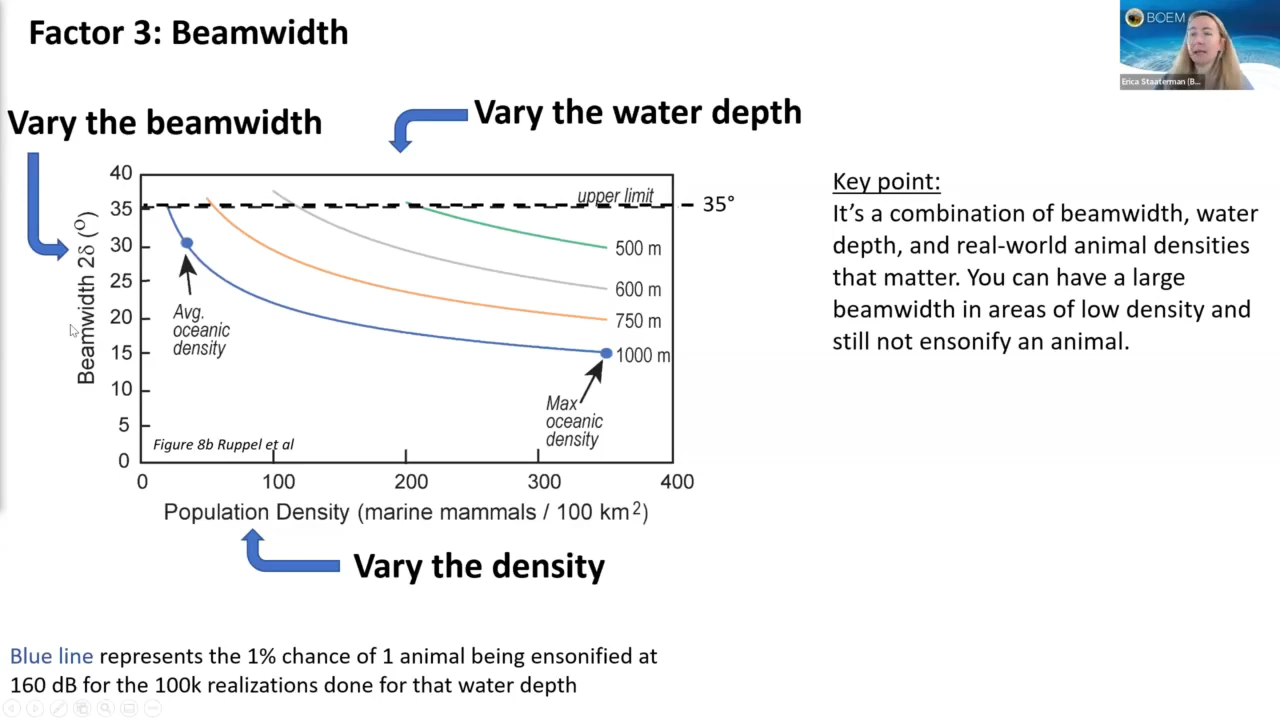 Factor 3: Beamwidth
BOEM
Erica Staaterman (B...
Vary the beamwidth
Vary the water depth
40
35
30
25
20
15
10
5
0
Beamwidth 2δ (°)
upper limit
35°
500 m
600 m
750 m
1000 m
Avg.
oceanic
density
Max
oceanic
density
Figure 8b Ruppel et al
0
100
200
300
400
Population Density (marine mammals / 100 km²)
Vary the density
Key point:
It’s a combination of beamwidth, water
depth, and real-world animal densities
that matter. You can have a large
beamwidth in areas of low density and
still not ensonify an animal.
Blue line represents the 1% chance of 1 animal being ensonified at
160 dB for the 100k realizations done for that water depth